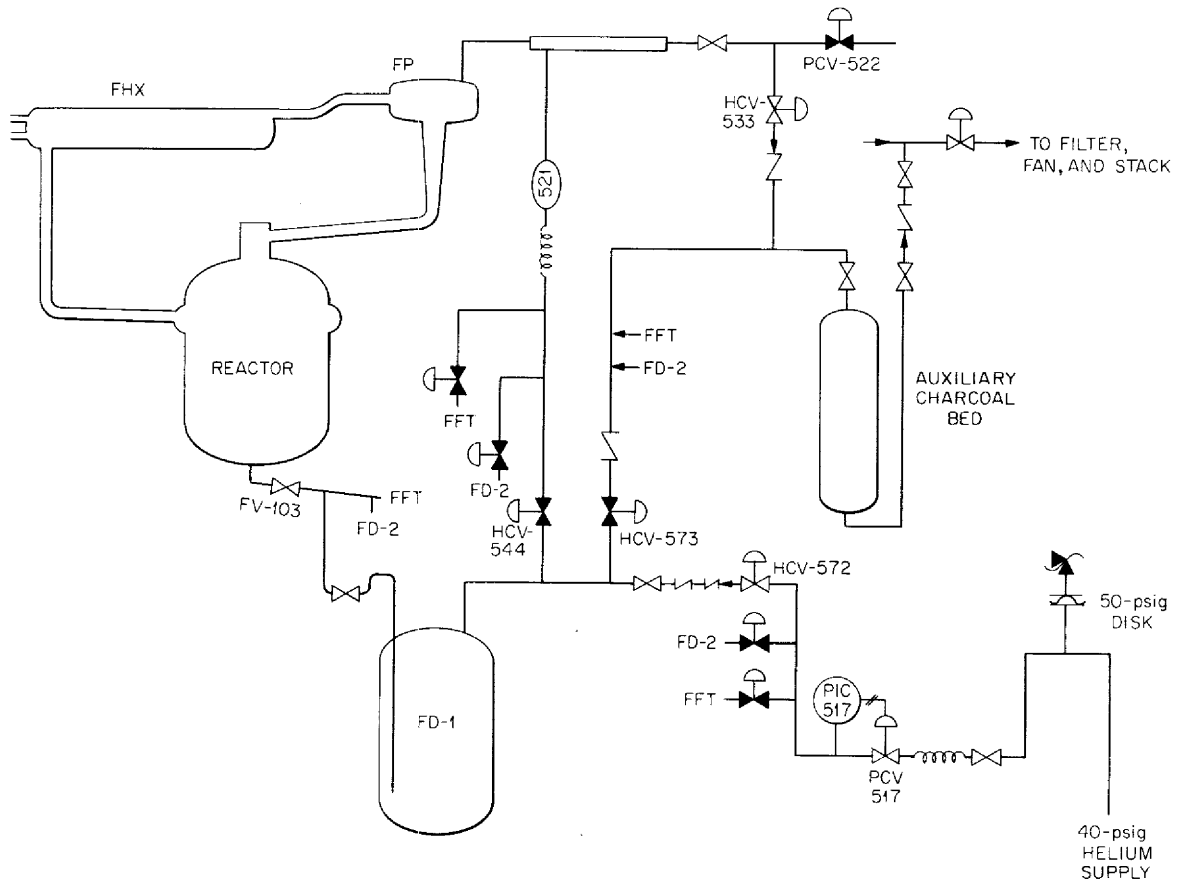 FHX
FP
PCV-522
HCV-
533
TO FILTER,
FAN, AND STACK
521
REACTOR
FFT
FD-2
FFT
FD-2
AUXILIARY
CHARCOAL
BED
FV-103
FFT
FD-2
HCV-
544
HCV-573
HCV-572
50-psig
DISK
FD-2
FFT
PIC
517
FD-1
PCV
517
40-psig
HELIUM
SUPPLY